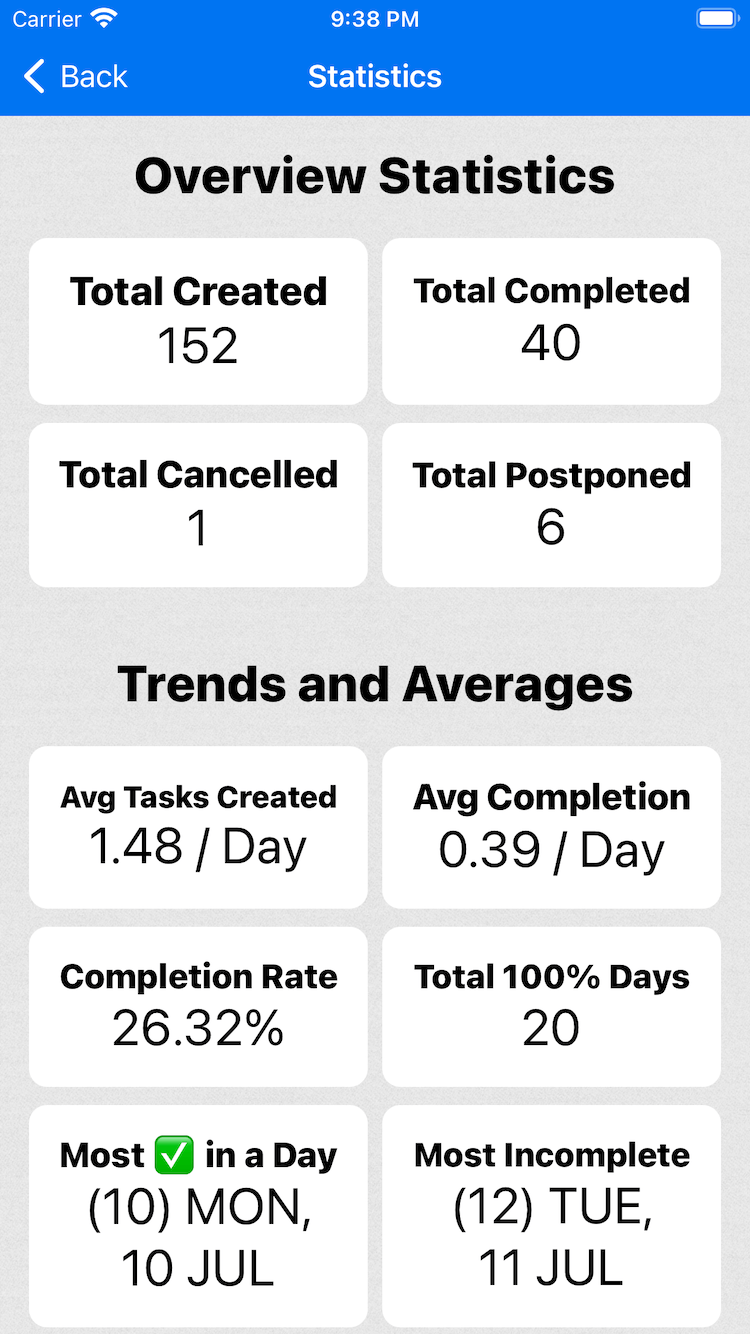 Carrier 9:38 PM
Back Statistics
Overview Statistics
Total Created Total Completed
152 40
Total Cancelled Total Postponed
1 6
Trends and Averages
Avg Tasks Created Avg Completion
1.48 / Day 0.39 / Day
Completion Rate Total 100% Days
26.32% 20
Most ✅ in a Day Most Incomplete
(10) MON, (12) TUE,
10 JUL 11 JUL